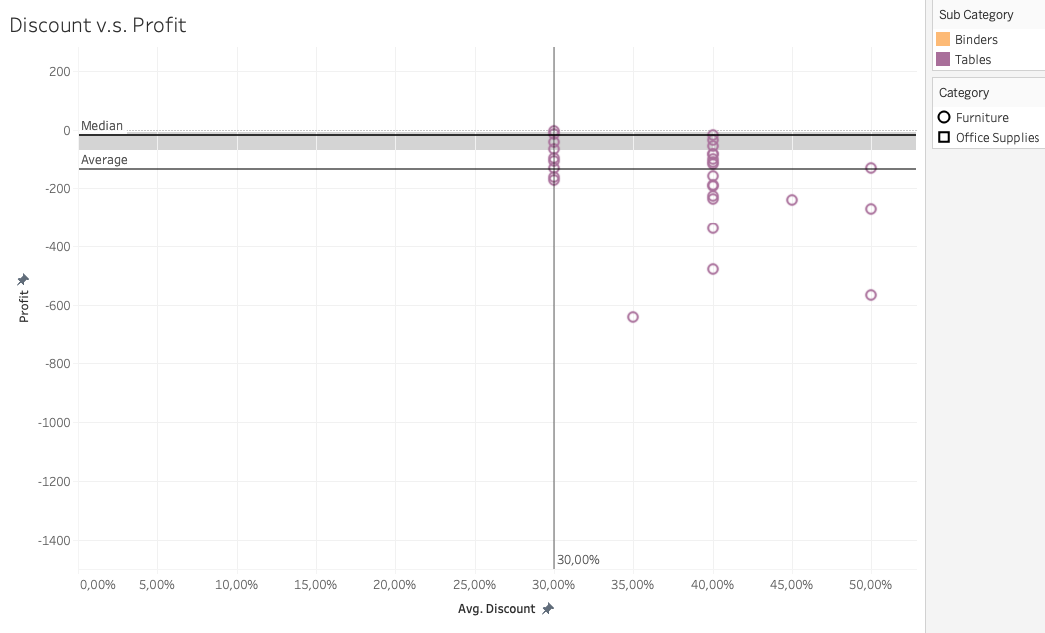 Discount v.s. Profit
Sub Category
Binders
Tables
Category
Furniture
Office Supplies
200
0
-200
-400
-600
-800
-1000
-1200
-1400
Profit
Median
Average
30,00%
0,00%
5,00%
10,00%
15,00%
20,00%
25,00%
30,00%
35,00%
40,00%
45,00%
50,00%
Avg. Discount